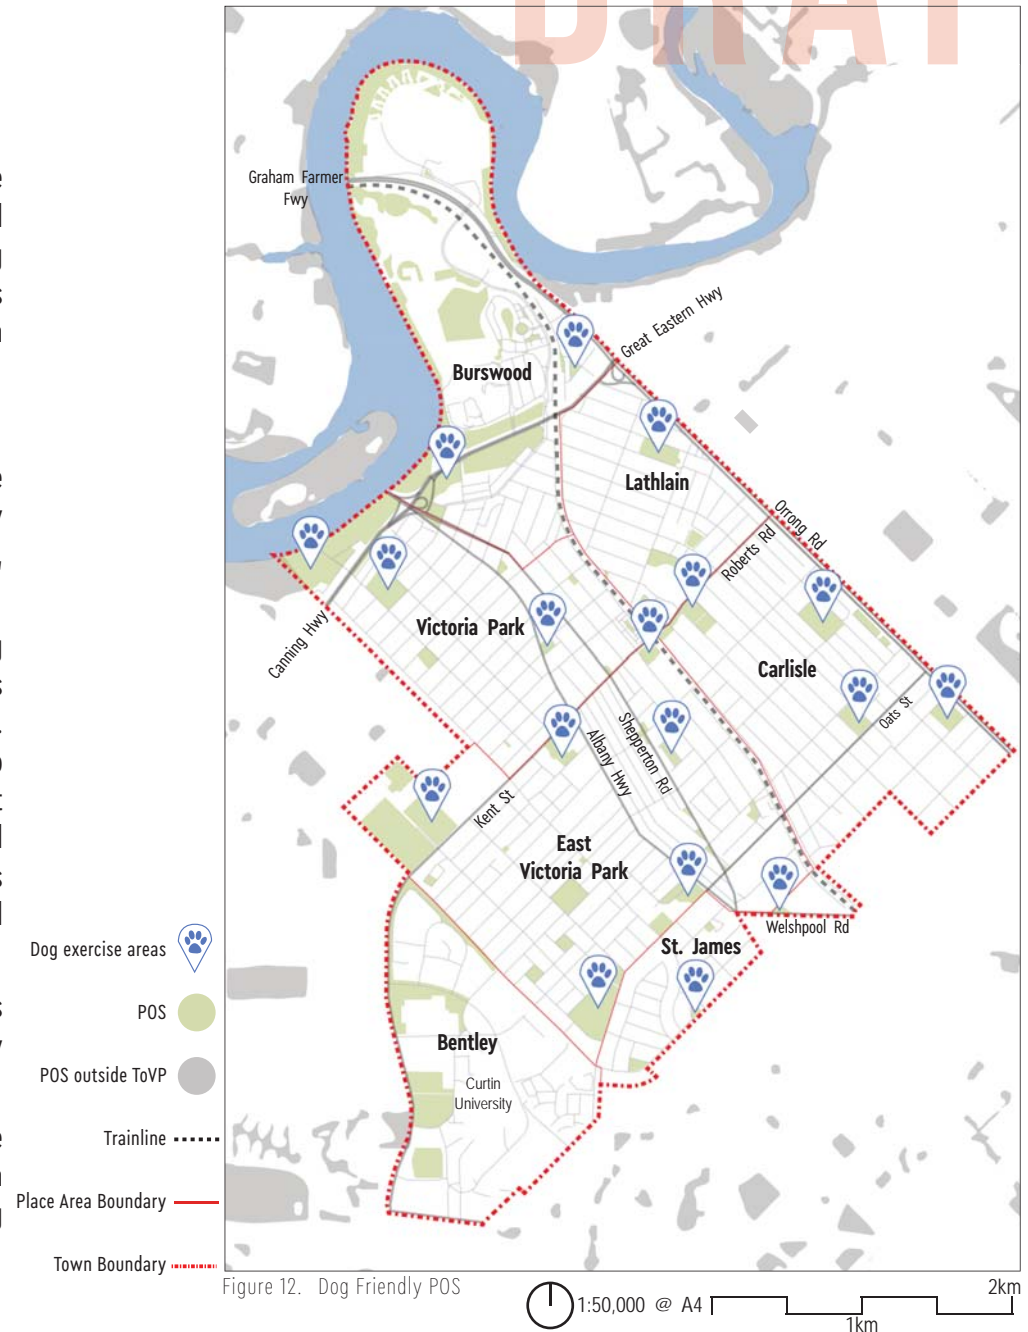 DRAF
Graham Farmer
Fwy
Great Eastern Hwy
Burswood
Lathlain
Orrong Rd
Roberts Rd
Canning Hwy
Victoria Park
Carlisle
Oats St
Shepperton Rd
Albany Hwy
Kent St
East
Victoria Park
Welshpool Rd
St. James
Bentley
Curtin
University
Dog exercise areas
POS
POS outside ToVP
Trainline
Place Area Boundary
Town Boundary
Figure 12. Dog Friendly POS
1:50,000 @ A4
1km
2km